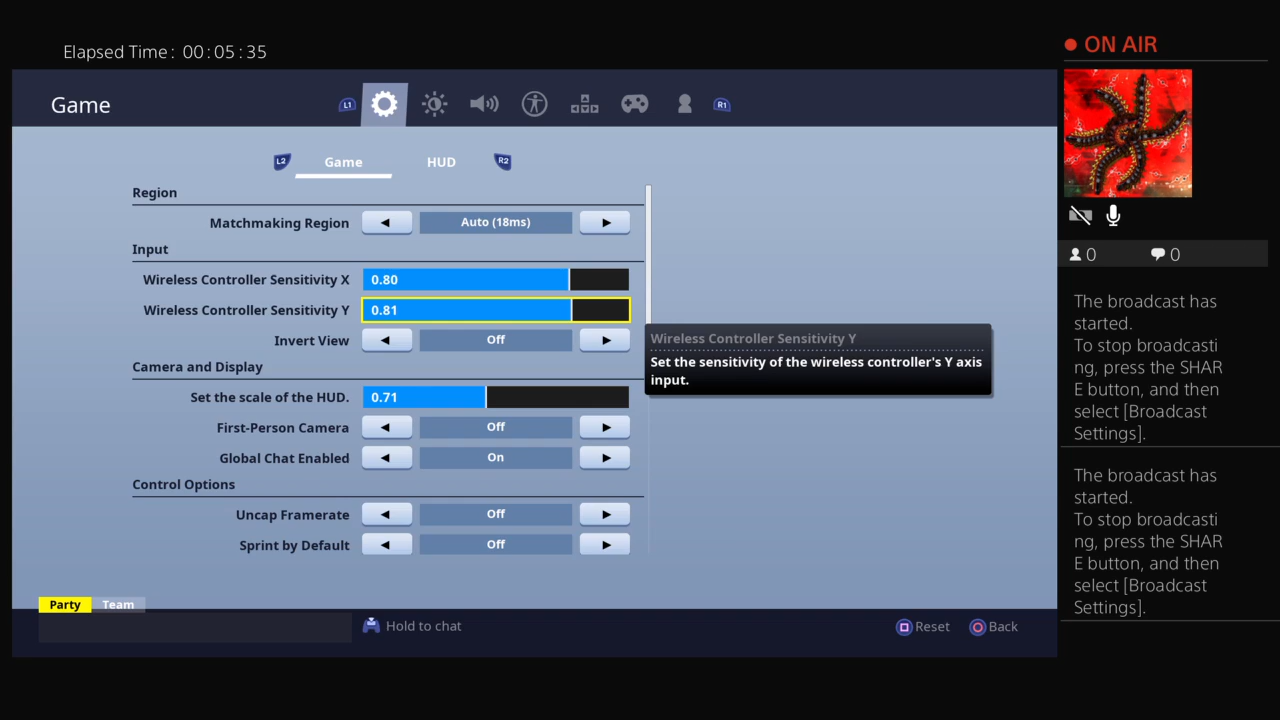 Elapsed Time: 00:05:35
ON AIR
Game
L1
R1
L2
Game
HUD
R2
Region
Matchmaking Region
Auto (18ms)
Input
Wireless Controller Sensitivity X
0.80
Wireless Controller Sensitivity Y
0.81
Invert View
Off
Wireless Controller Sensitivity Y
Set the sensitivity of the wireless controller's Y axis
input.
Camera and Display
Set the scale of the HUD.
0.71
First-Person Camera
Off
Global Chat Enabled
On
Control Options
Uncap Framerate
Off
Sprint by Default
Off
Party
Team
Hold to chat
Reset
Back
0
0
The broadcast has
started.
To stop broadcasti
ng, press the SHAR
E button, and then
select [Broadcast
Settings].
The broadcast has
started.
To stop broadcasti
ng, press the SHAR
E button, and then
select [Broadcast
Settings].